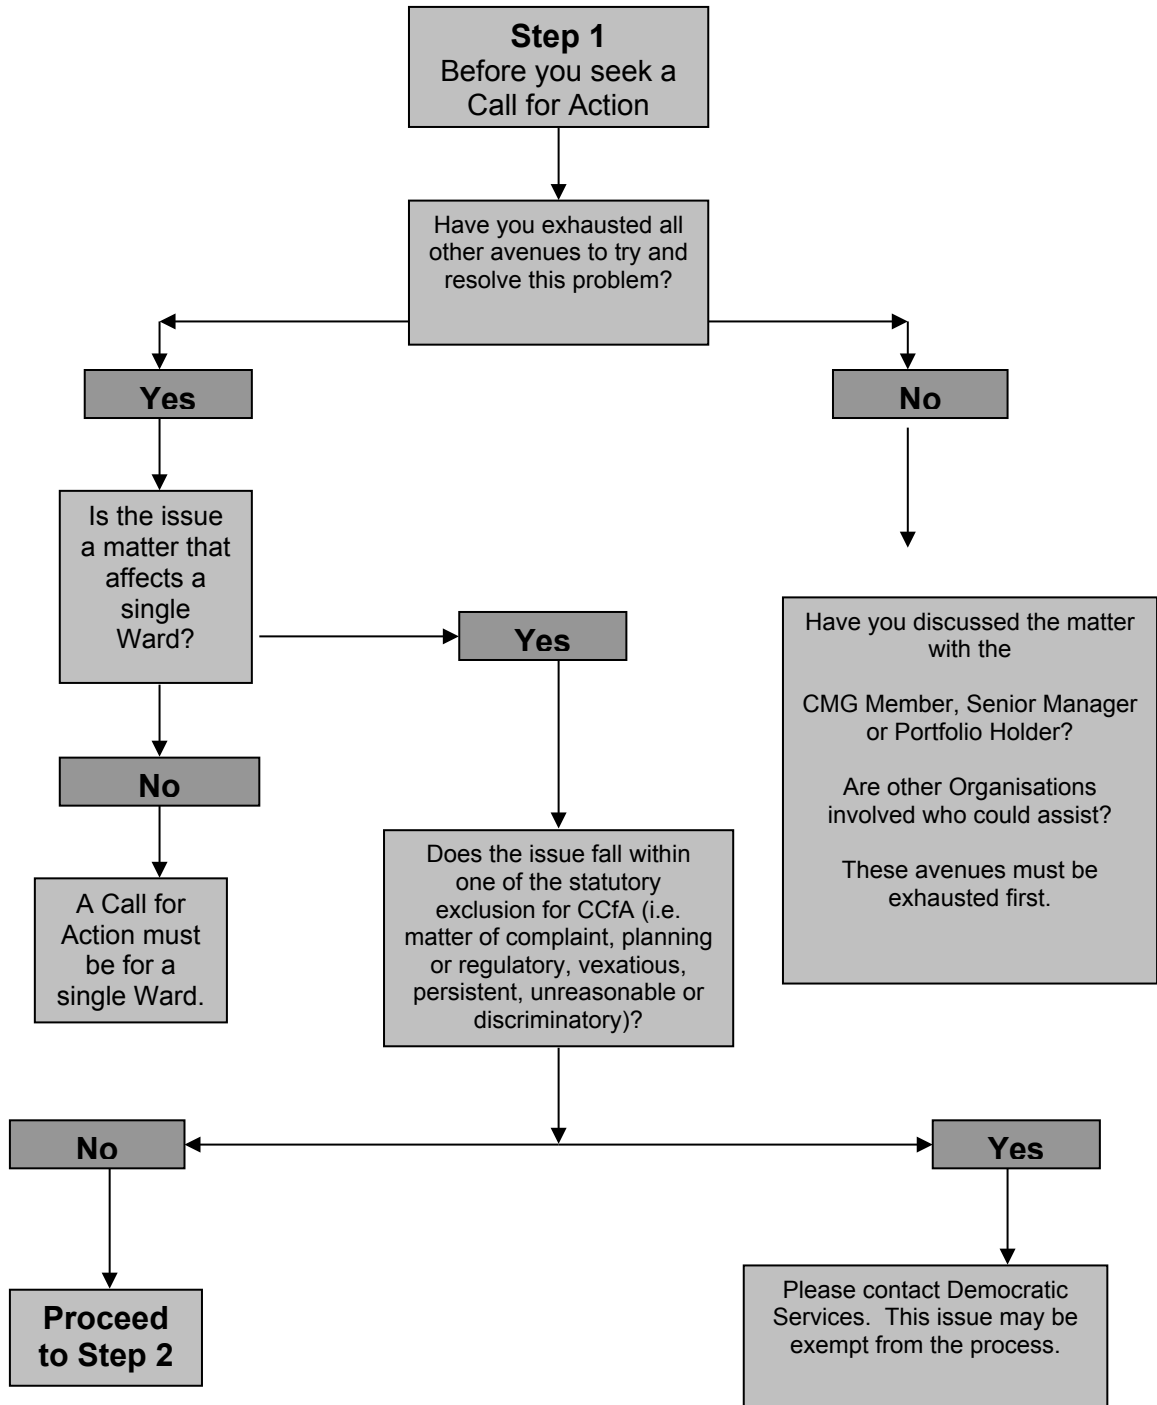 Step 1
Before you seek a
Call for Action
Have you exhausted all
other avenues to try and
resolve this problem?
Yes
No
Is the issue
a matter that
affects a
single
Ward?
Yes
Have you discussed the matter
with the
CMG Member, Senior Manager
or Portfolio Holder?
Are other Organisations
involved who could assist?
These avenues must be
exhausted first.
No
A Call for
Action must
be for a
single Ward.
Does the issue fall within
one of the statutory
exclusion for CCfA (i.e.
matter of complaint, planning
or regulatory, vexatious,
persistent, unreasonable or
discriminatory)?
No
Yes
Proceed
to Step 2
Please contact Democratic
Services.  This issue may be
exempt from the process.